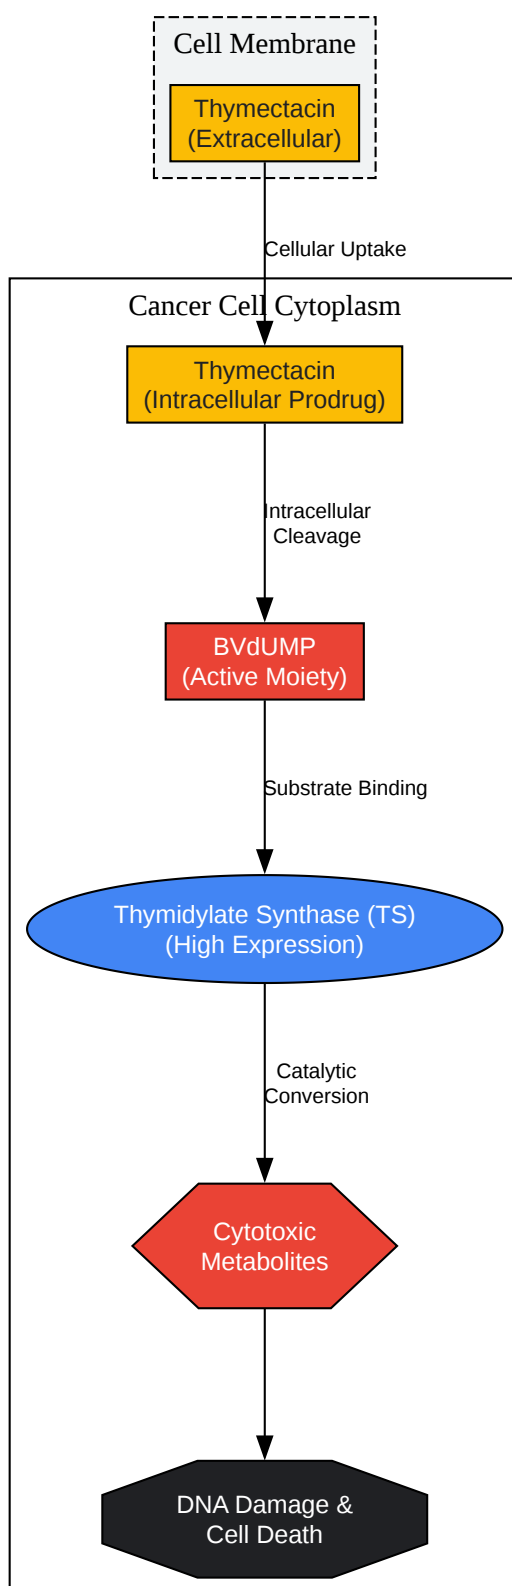 Cell Membrane
Thymectacin
(Extracellular)
Cellular Uptake
Cancer Cell Cytoplasm
Thymectacin
(Intracellular Prodrug)
Intracellular
Cleavage
BVdUMP
(Active Moiety)
Substrate Binding
Thymidylate Synthase (TS)
(High Expression)
Catalytic
Conversion
Cytotoxic
Metabolites
DNA Damage &
Cell Death